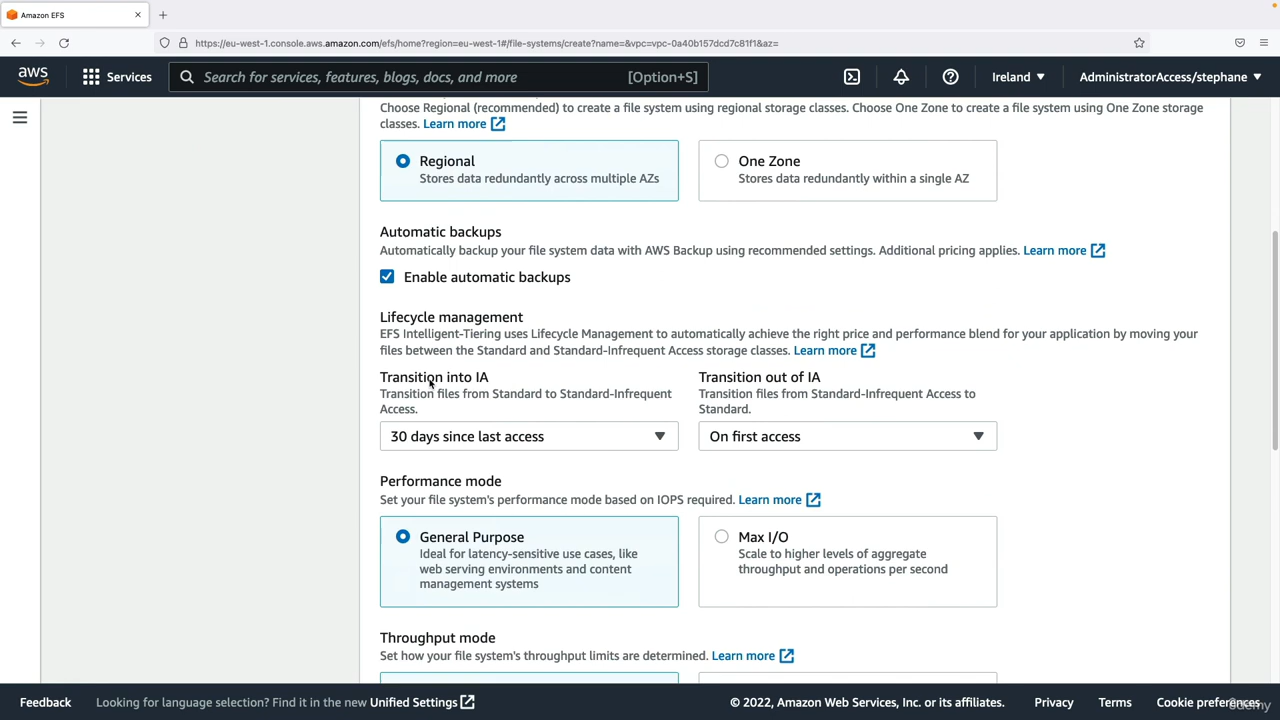 Amazon EFS
https://eu-west-1.console.aws.amazon.com/efs/home?region=eu-west-1#/file-systems/create?name=&vpc=vpc-0a40b157dcd7c81f1&az=
aws Services Search for services, features, blogs, docs, and more [Option+S] Ireland AdministratorAccess/stephane
Choose Regional (recommended) to create a file system using regional storage classes. Choose One Zone to create a file system using One Zone storage
classes. Learn more
Regional
Stores data redundantly across multiple AZs
One Zone
Stores data redundantly within a single AZ
Automatic backups
Automatically backup your file system data with AWS Backup using recommended settings. Additional pricing applies. Learn more
Enable automatic backups
Lifecycle management
EFS Intelligent-Tiering uses Lifecycle Management to automatically achieve the right price and performance blend for your application by moving your
files between the Standard and Standard-Infrequent Access storage classes. Learn more
Transition into IA
Transition files from Standard to Standard-Infrequent
Access.
30 days since last access
Transition out of IA
Transition files from Standard-Infrequent Access to
Standard.
On first access
Performance mode
Set your file system's performance mode based on IOPS required. Learn more
General Purpose
Ideal for latency-sensitive use cases, like
web serving environments and content
management systems
Max I/O
Scale to higher levels of aggregate
throughput and operations per second
Throughput mode
Set how your file system's throughput limits are determined. Learn more
Feedback Looking for language selection? Find it in the new Unified Settings © 2022, Amazon Web Services, Inc. or its affiliates. Privacy Terms Cookie preferences
Udemy